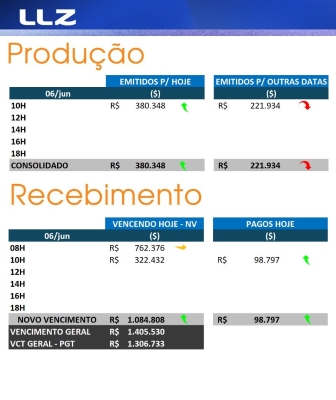 LLZ
Produção
EMITIDOS P/ HOJE EMITIDOS P/ OUTRAS DATAS
06/jun ($) ($)
10H R$ 380.348 R$ 221.934
12H
14H
16H
18H
CONSOLIDADO R$ 380.348 R$ 221.934
Recebimento
VENCENDO HOJE - NV PAGOS HOJE
06/jun ($) ($)
08H R$ 762.376
10H R$ 322.432 R$ 98.797
12H
14H
16H
18H
NOVO VENCIMENTO R$ 1.084.808 R$ 98.797
VENCIMENTO GERAL R$ 1.405.530
VCT GERAL - PGT R$ 1.306.733